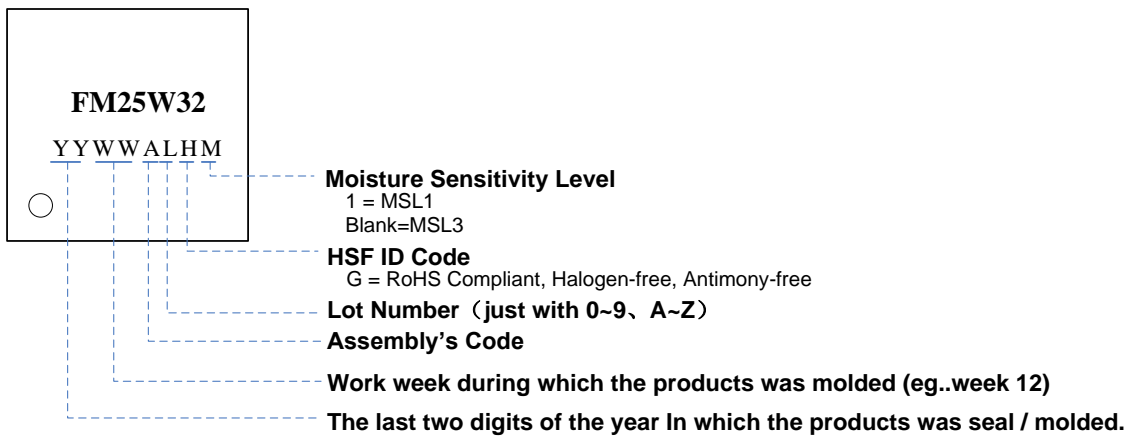 FM25W32
YYWWALHM
Moisture Sensitivity Level
1 = MSL1
Blank=MSL3
HSF ID Code
G = RoHS Compliant, Halogen-free, Antimony-free
Lot Number（just with 0~9、A~Z）
Assembly's Code
Work week during which the products was molded (eg..week 12)
The last two digits of the year In which the products was seal / molded.